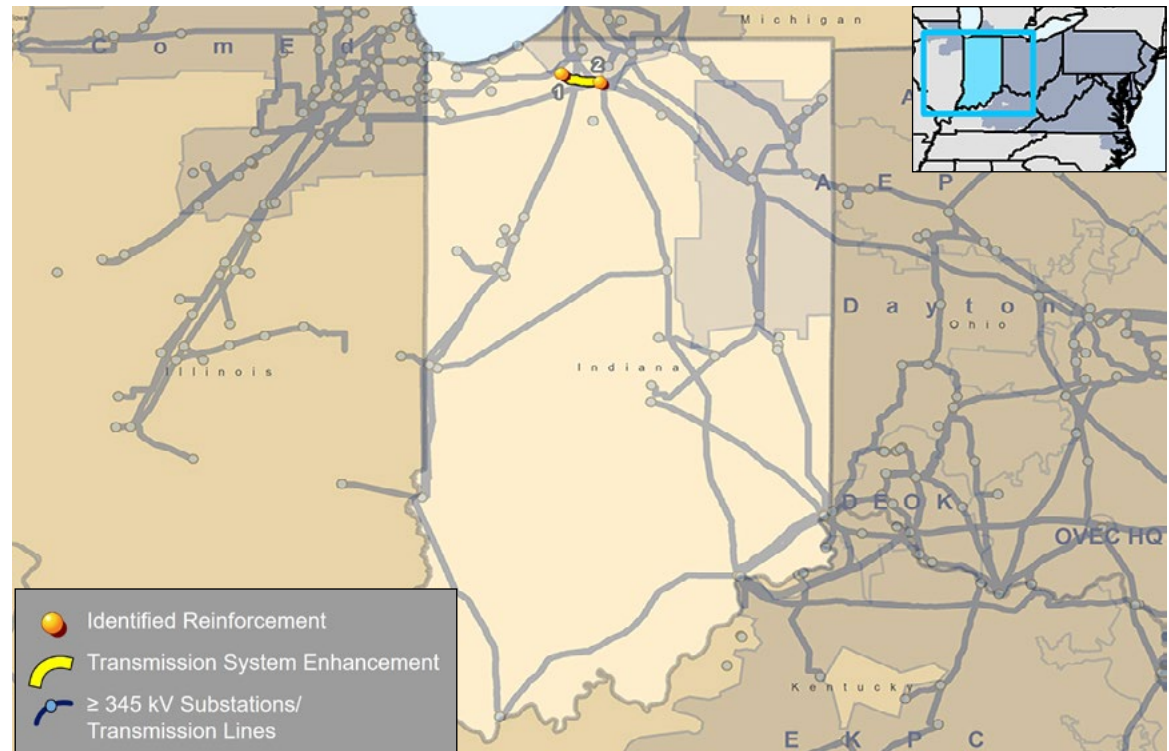 Michigan
C o m E d
2
1
A
A E P
D a y t o n
Ohio
Illinois
Indiana
D E O K
OVEC HQ
Kentucky
E K P C
Identified Reinforcement
Transmission System Enhancement
≥ 345 kV Substations/
Transmission Lines